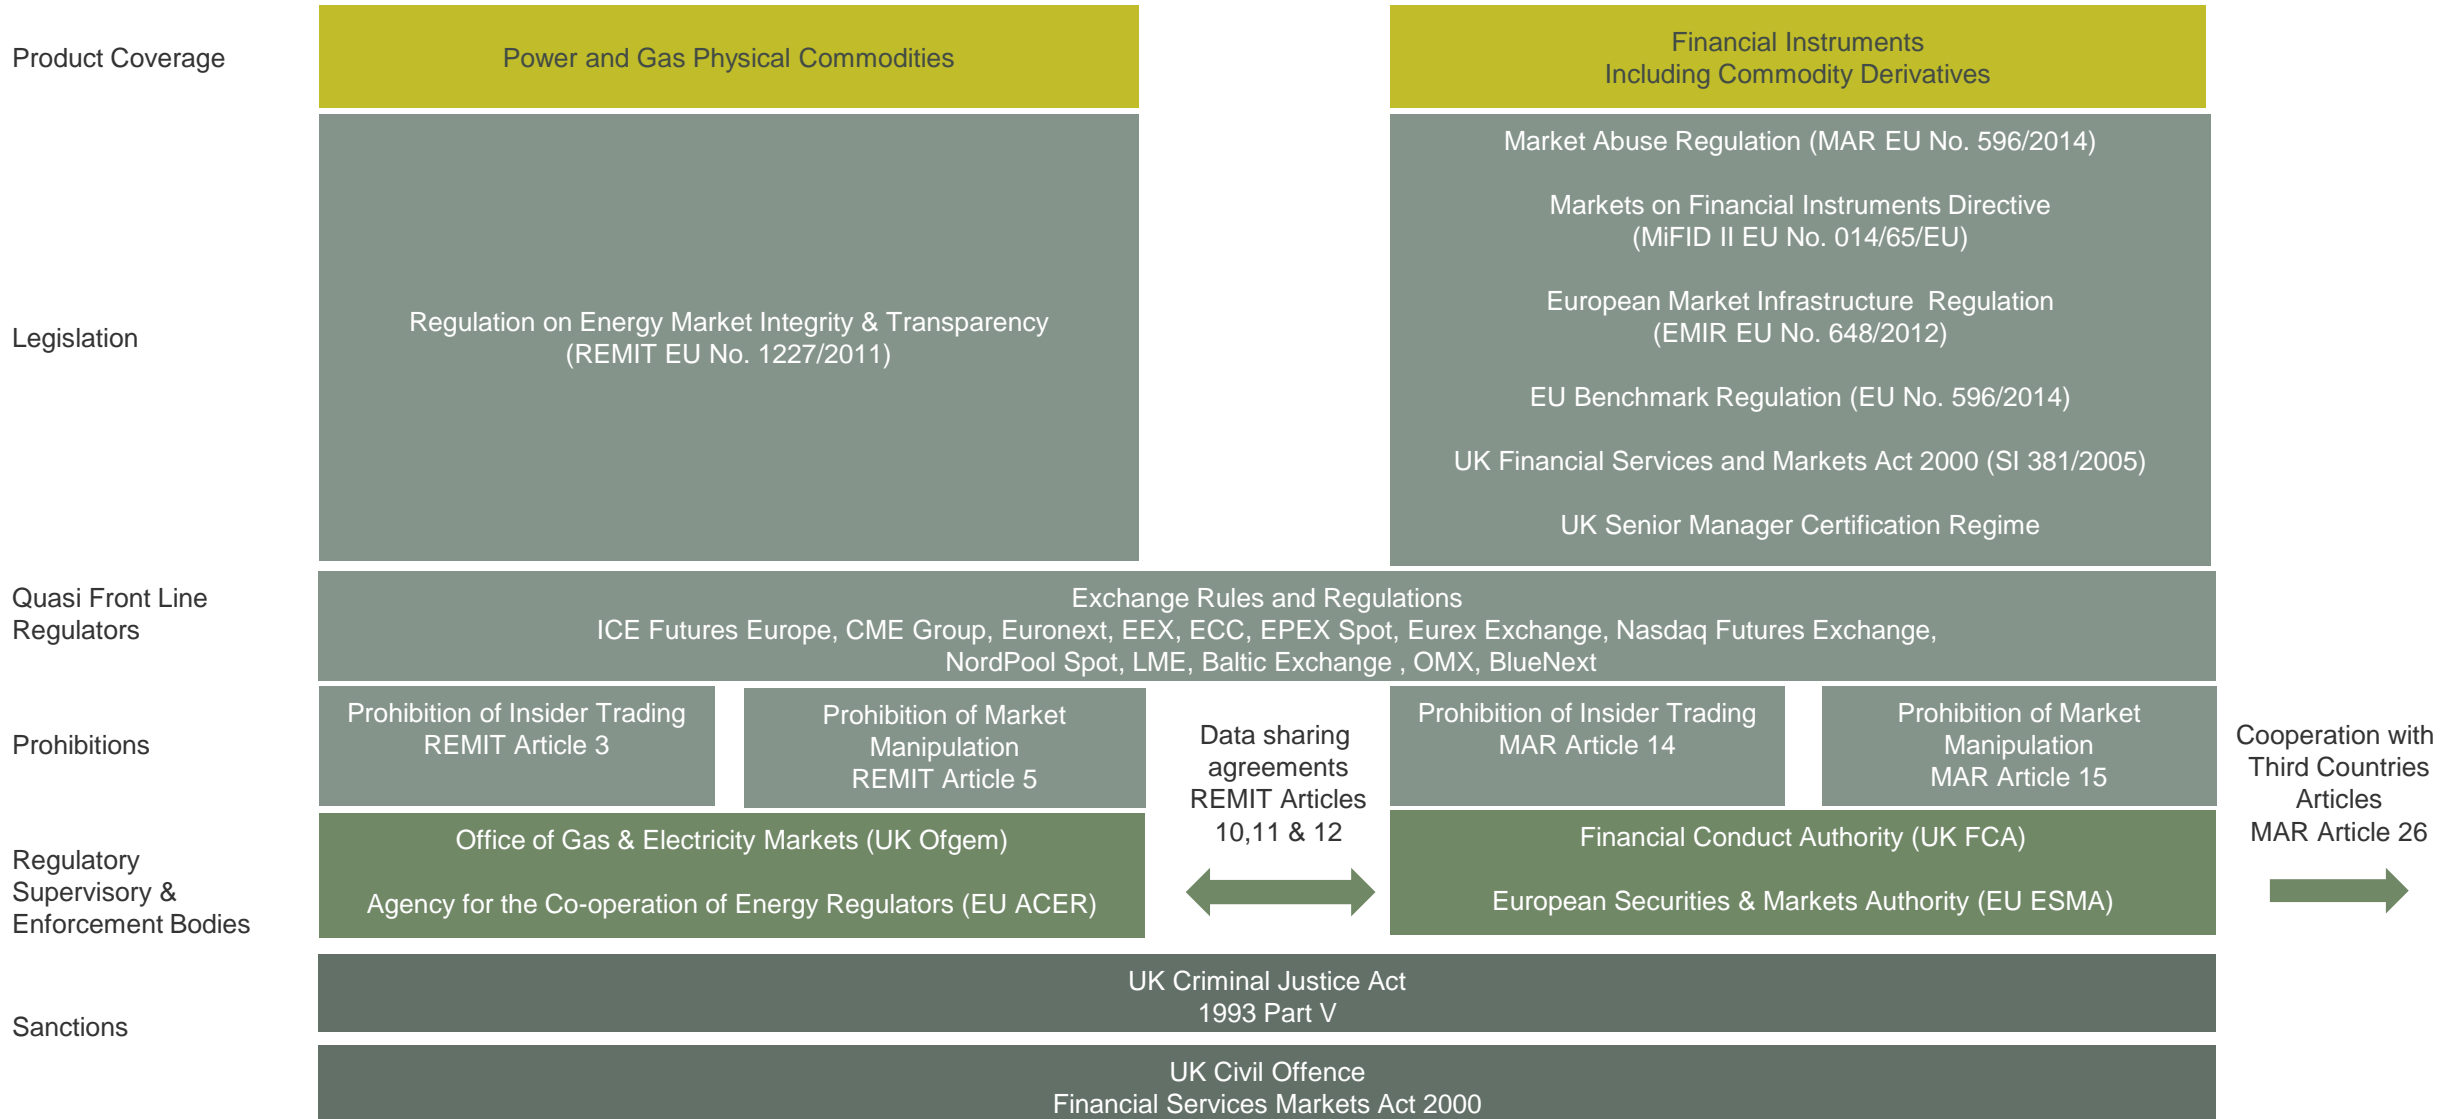 Product Coverage
Power and Gas Physical Commodities
Financial Instruments
Including Commodity Derivatives
Legislation
Regulation on Energy Market Integrity & Transparency
(REMIT EU No. 1227/2011)
Market Abuse Regulation (MAR EU No. 596/2014)
Markets on Financial Instruments Directive
(MiFID II EU No. 014/65/EU)
European Market Infrastructure Regulation
(EMIR EU No. 648/2012)
EU Benchmark Regulation (EU No. 596/2014)
UK Financial Services and Markets Act 2000 (SI 381/2005)
UK Senior Manager Certification Regime
Quasi Front Line
Regulators
Exchange Rules and Regulations
ICE Futures Europe, CME Group, Euronext, EEX, ECC, EPEX Spot, Eurex Exchange, Nasdaq Futures Exchange,
NordPool Spot, LME, Baltic Exchange , OMX, BlueNext
Prohibitions
Prohibition of Insider Trading
REMIT Article 3
Prohibition of Market
Manipulation
REMIT Article 5
Data sharing
agreements
REMIT Articles
10,11 & 12
Prohibition of Insider Trading
MAR Article 14
Prohibition of Market
Manipulation
MAR Article 15
Cooperation with
Third Countries
Articles
MAR Article 26
Regulatory
Supervisory &
Enforcement Bodies
Office of Gas & Electricity Markets (UK Ofgem)
Agency for the Co-operation of Energy Regulators (EU ACER)
Financial Conduct Authority (UK FCA)
European Securities & Markets Authority (EU ESMA)
Sanctions
UK Criminal Justice Act
1993 Part V
UK Civil Offence
Financial Services Markets Act 2000